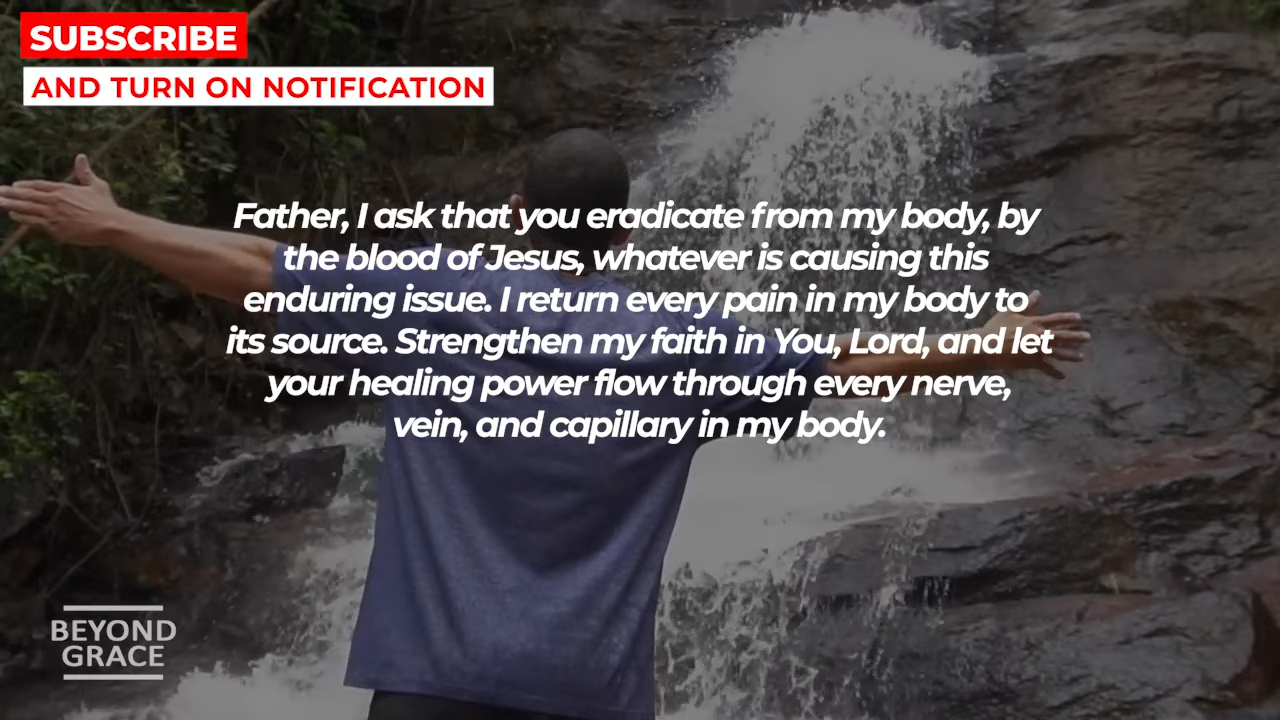 SUBSCRIBE
AND TURN ON NOTIFICATION
Father, I ask that you eradicate from my body, by
the blood of Jesus, whatever is causing this
enduring issue. I return every pain in my body to
its source. Strengthen my faith in You, Lord, and let
your healing power flow through every nerve,
vein, and capillary in my body.
BEYOND
GRACE